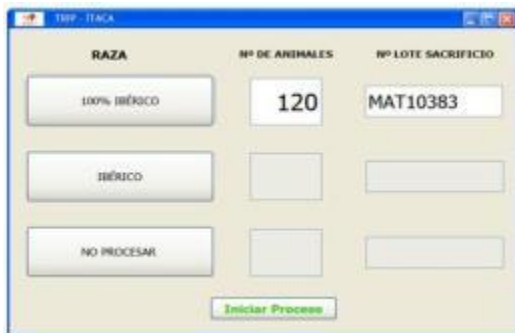 TRIP - ITACA
RAZA Nº DE ANIMALES Nº LOTE SACRIFICIO
100% IBÉRICO 120 MAT10383
IBÉRICO
NO PROCESAR
Iniciar Proceso